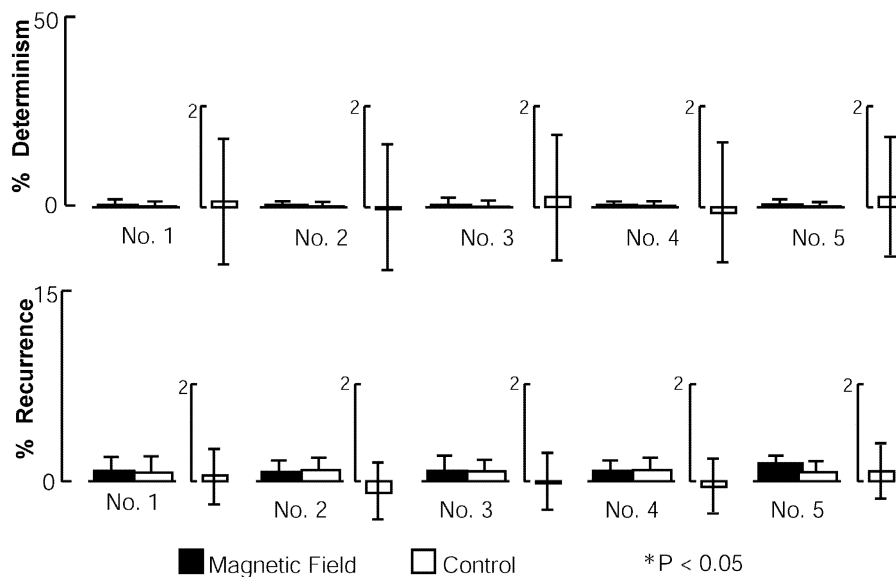 50
% Determinism
2 2 2 2 2
0
No. 1 No. 2 No. 3 No. 4 No. 5
15
% Recurrence
2 2 2 2 2
0
No. 1 No. 2 No. 3 No. 4 No. 5
Magnetic Field Control *P < 0.05